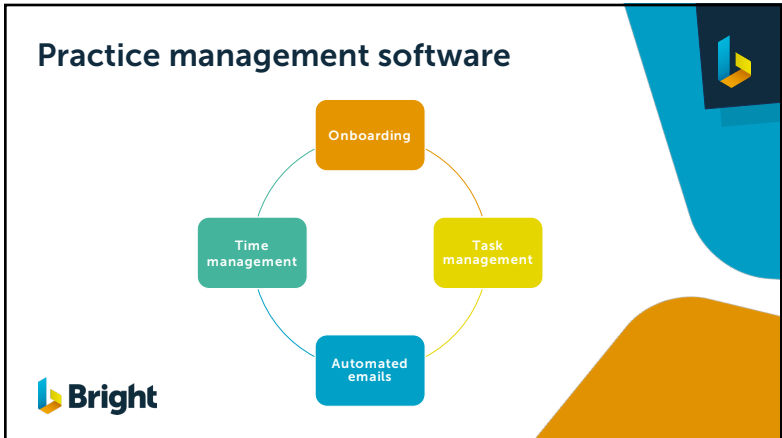 Practice management software
Onboarding
Time
management
Task
management
Automated
emails
Bright